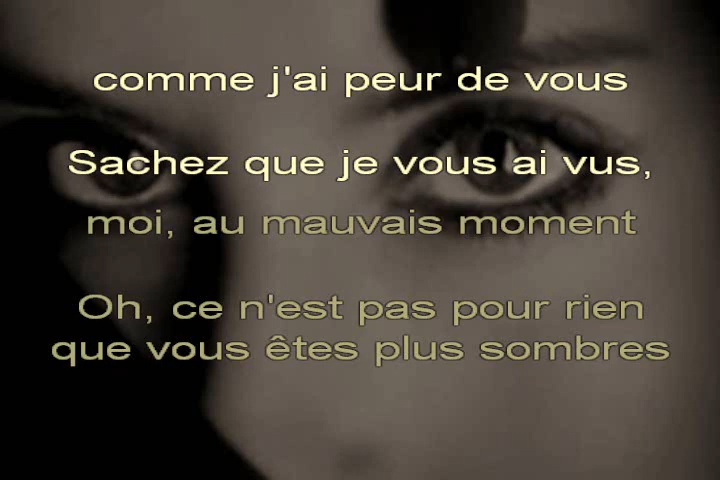 comme j'ai peur de vous
Sachez que je vous ai vus,
moi, au mauvais moment
Oh, ce n'est pas pour rien
que vous êtes plus sombres